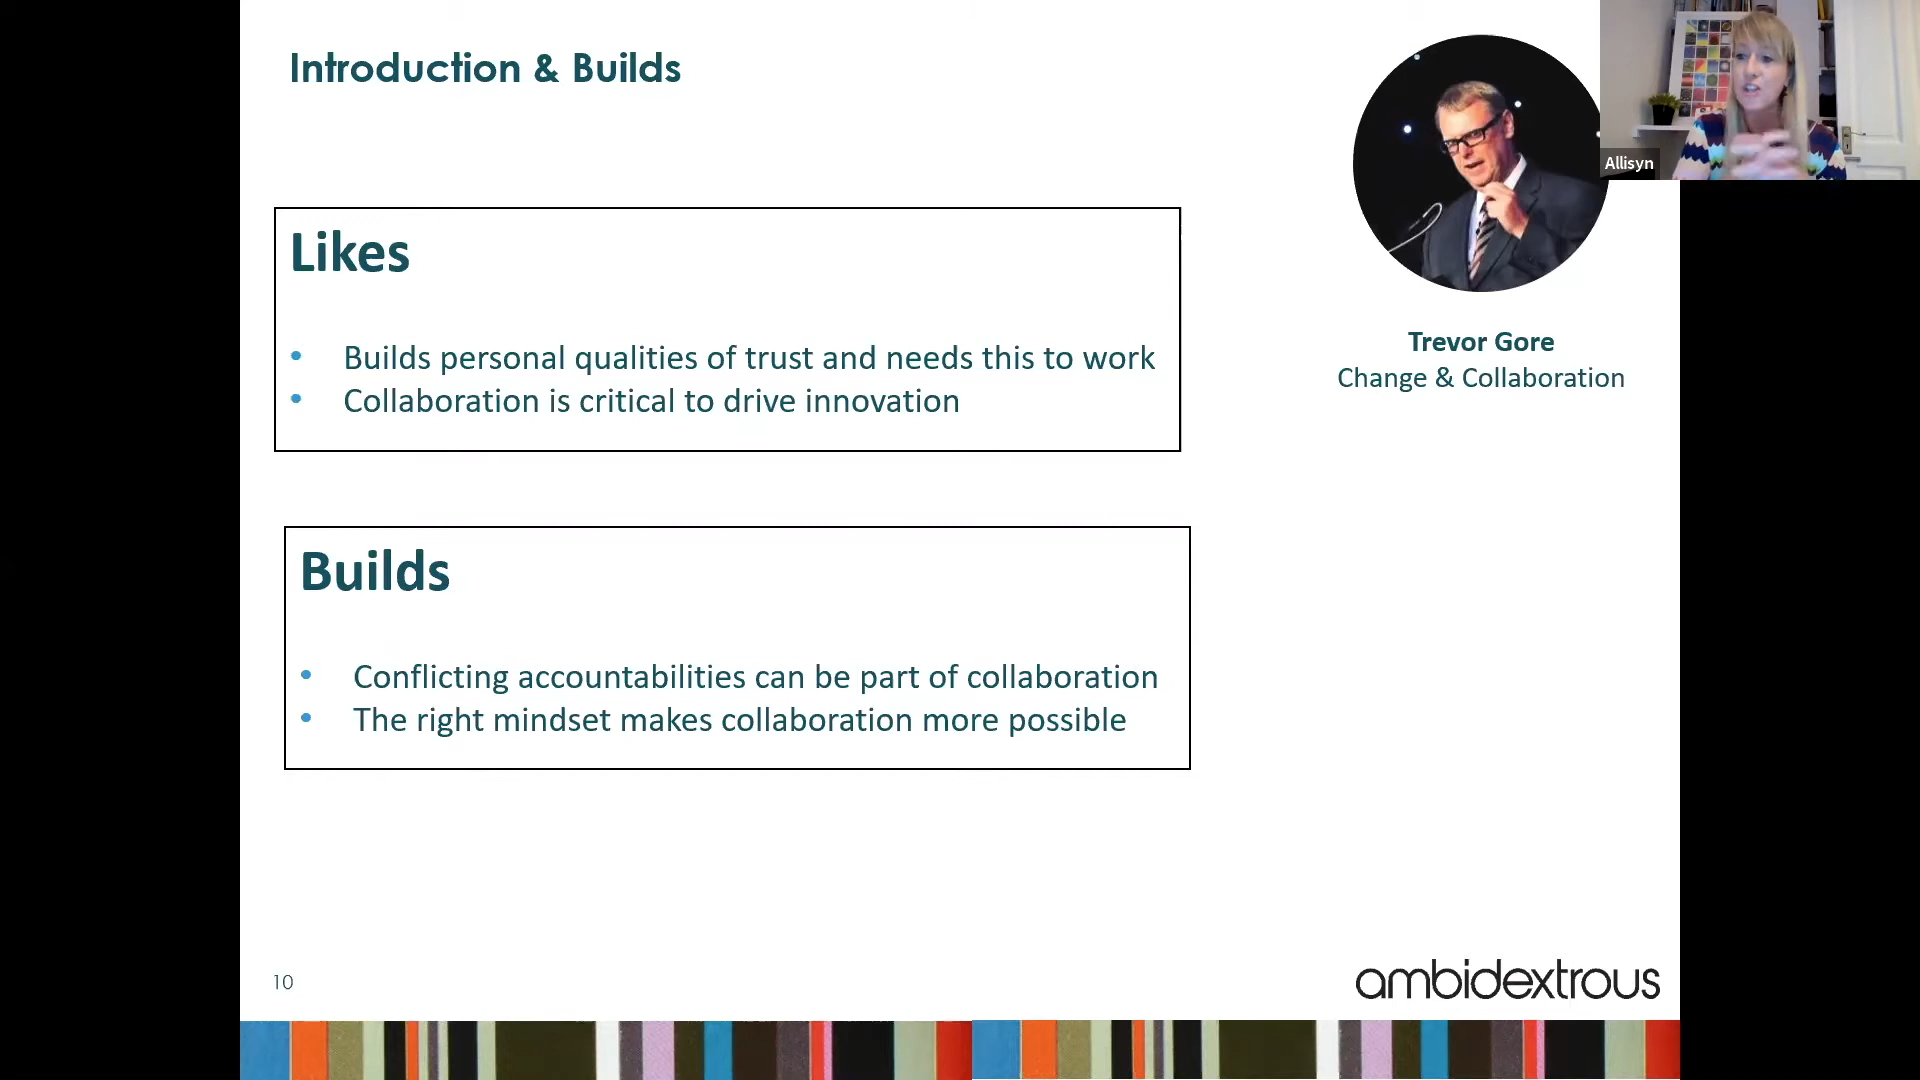 Introduction & Builds
Allisyn
Likes
• Builds personal qualities of trust and needs this to work
• Collaboration is critical to drive innovation
Trevor Gore
Change & Collaboration
Builds
• Conflicting accountabilities can be part of collaboration
• The right mindset makes collaboration more possible
10
ambidextrous